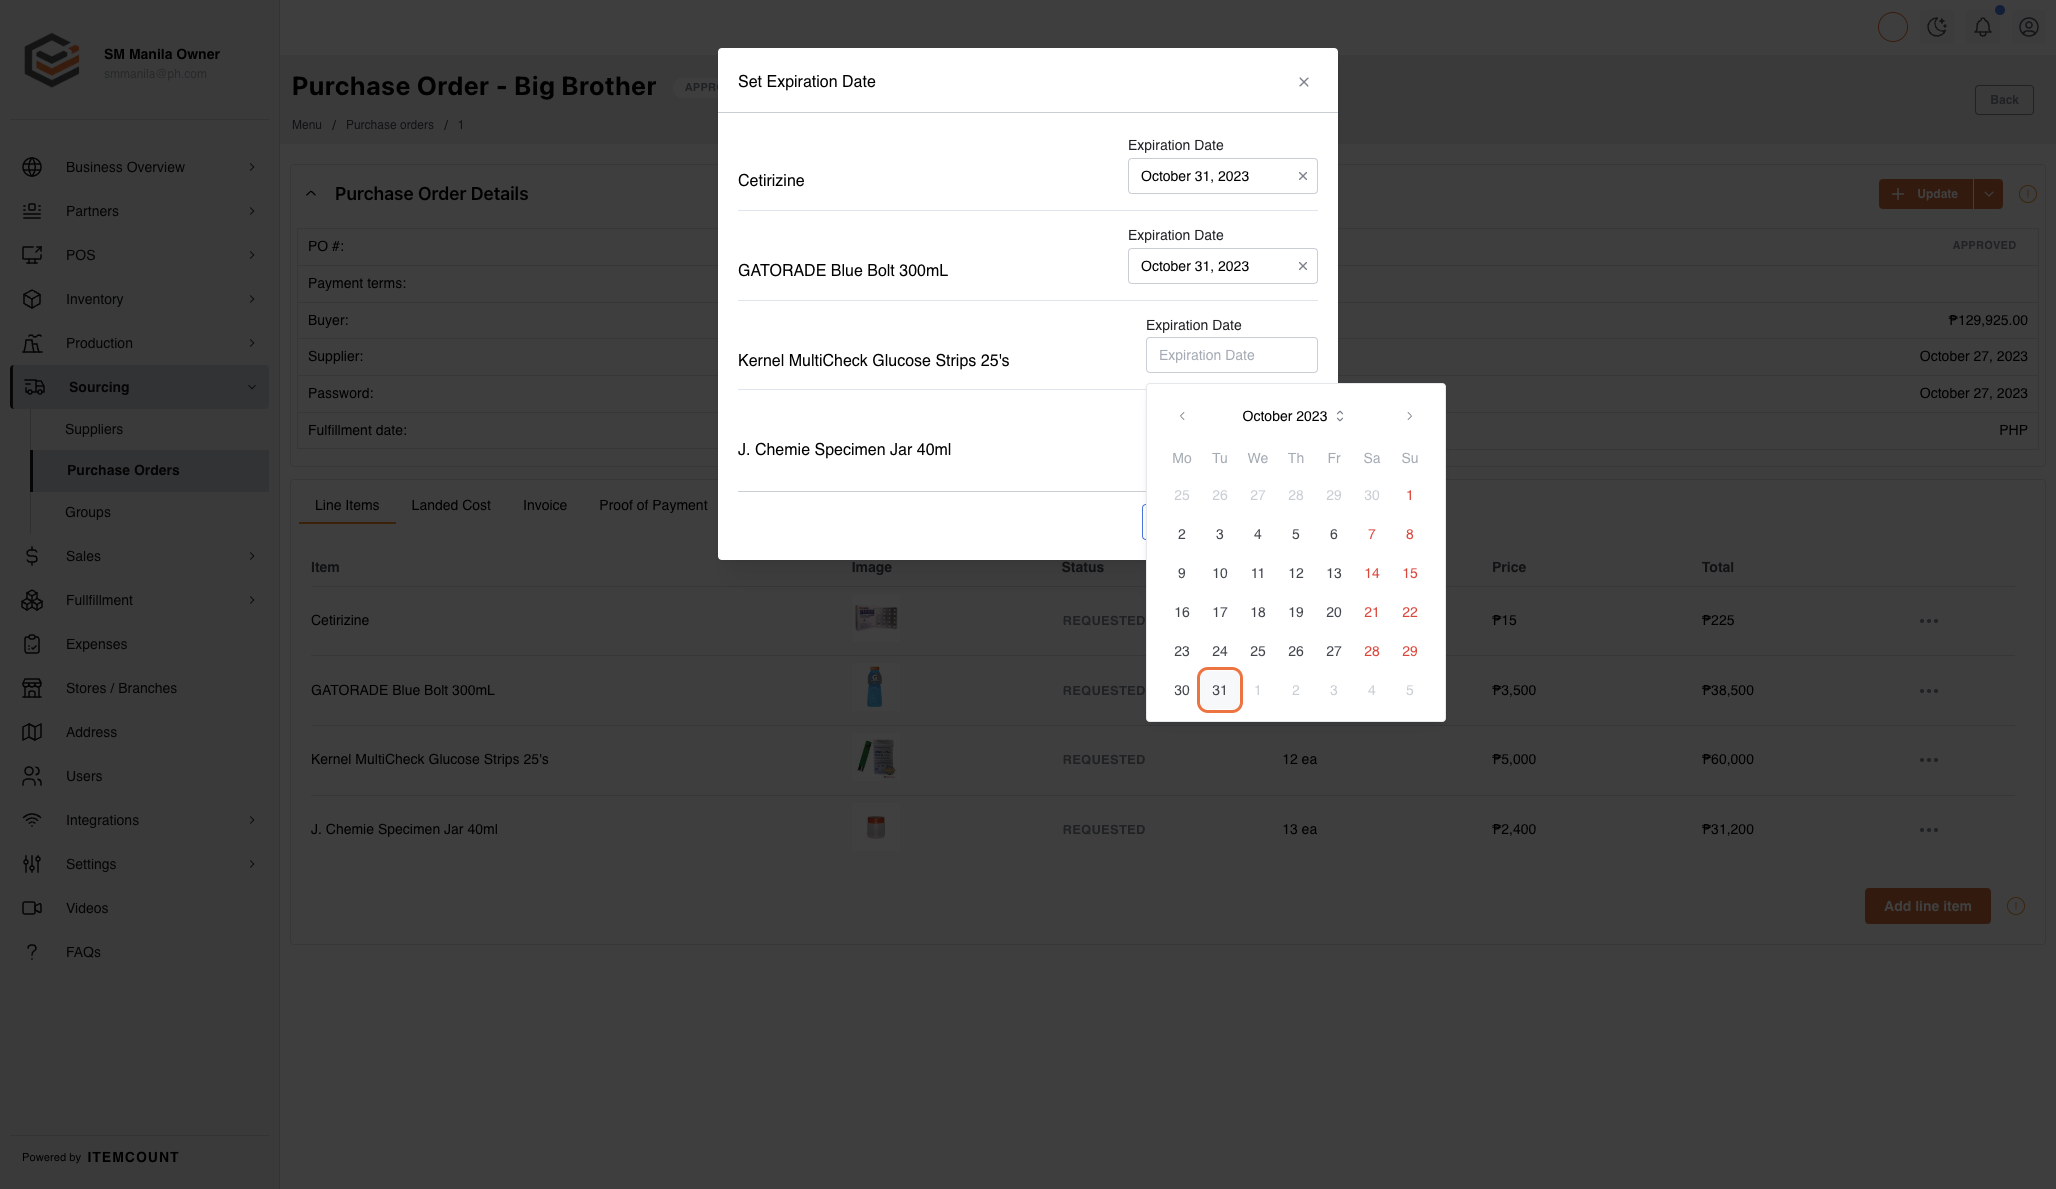 SM Manila Owner
smmanila@ph.com
Business Overview
Partners
POS
Inventory
Production
Sourcing
Suppliers
Purchase Orders
Groups
Sales
Fullfillment
Expenses
Stores / Branches
Address
Users
Integrations
Settings
Videos
FAQs
Powered by ITEMCOUNT
Purchase Order - Big Brother
Menu / Purchase orders / 1
Back
Purchase Order Details
Update
PO #:
APPROVED
Payment terms:
Buyer:
₱129,925.00
Supplier:
October 27, 2023
Password:
October 27, 2023
Fulfillment date:
PHP
Line Items Landed Cost Invoice Proof of Payment
Item Image Status Price Total
Cetirizine REQUESTED ₱15 ₱225
GATORADE Blue Bolt 300mL REQUESTED ₱3,500 ₱38,500
Kernel MultiCheck Glucose Strips 25's REQUESTED 12 ea ₱5,000 ₱60,000
J. Chemie Specimen Jar 40ml REQUESTED 13 ea ₱2,400 ₱31,200
Add line item
Set Expiration Date
Expiration Date
Cetirizine
October 31, 2023
Expiration Date
GATORADE Blue Bolt 300mL
October 31, 2023
Expiration Date
Kernel MultiCheck Glucose Strips 25's
Expiration Date
J. Chemie Specimen Jar 40ml
October 2023
Mo Tu We Th Fr Sa Su
25 26 27 28 29 30 1
2 3 4 5 6 7 8
9 10 11 12 13 14 15
16 17 18 19 20 21 22
23 24 25 26 27 28 29
30 31 1 2 3 4 5